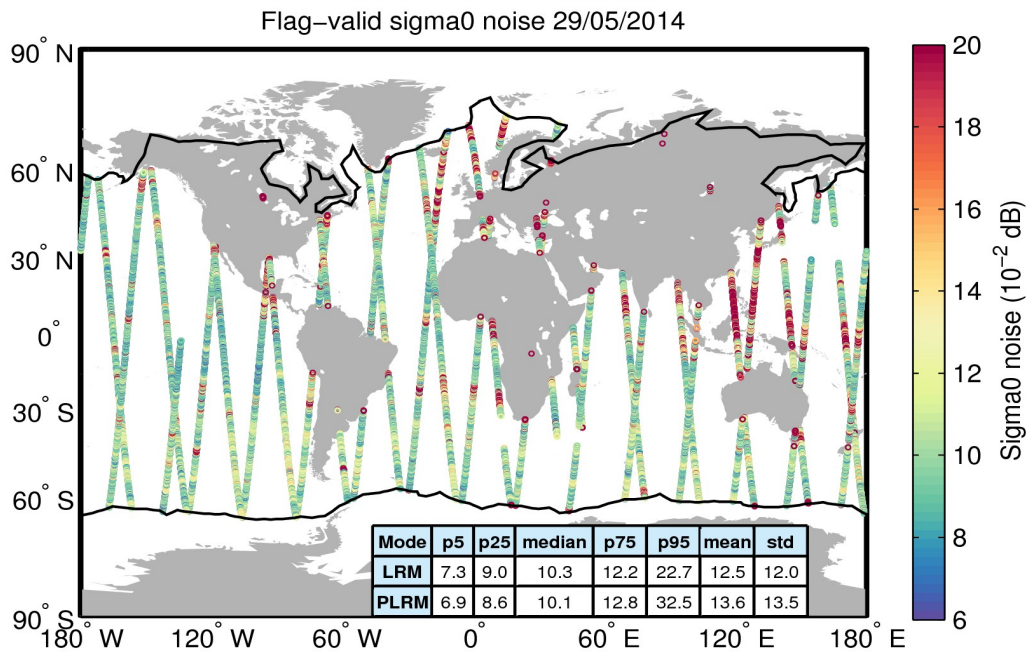 Flag−valid sigma0 noise 29/05/2014
90° N
60° N
30° N
0°
30° S
60° S
90° S
180° W 120° W 60° W 0° 60° E 120° E 180° E
Mode p5 p25 median p75 p95 mean std
LRM 7.3 9.0 10.3 12.2 22.7 12.5 12.0
PLRM 6.9 8.6 10.1 12.8 32.5 13.6 13.5
20
18
16
14
12
10
8
6
Sigma0 noise (10⁻² dB)